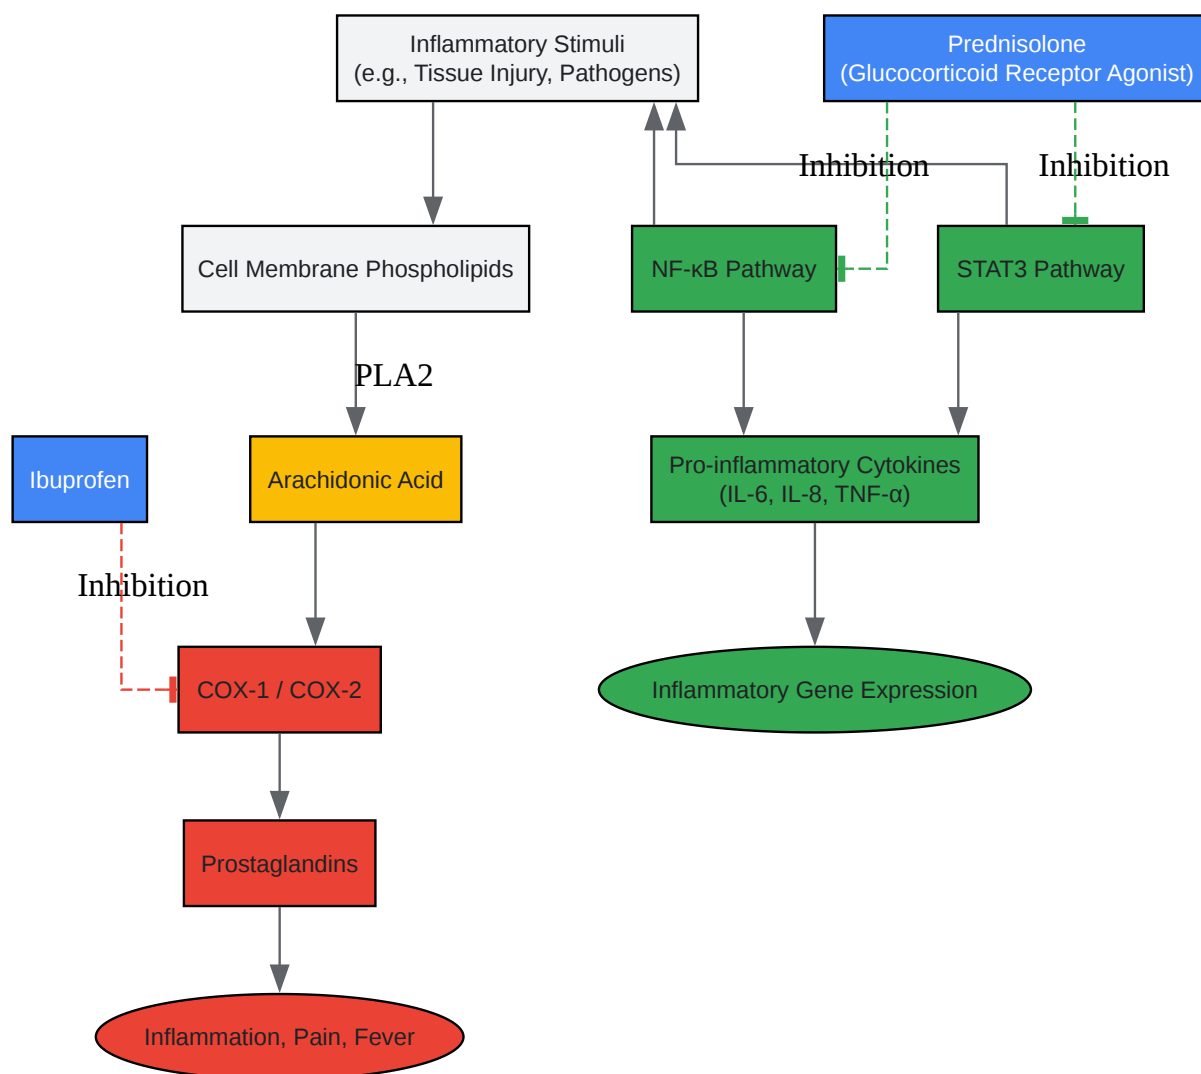 Inflammatory Stimuli
(e.g., Tissue Injury, Pathogens)
Prednisolone
(Glucocorticoid Receptor Agonist)
Inhibition
Inhibition
Cell Membrane Phospholipids
NF-κB Pathway
STAT3 Pathway
PLA2
Ibuprofen
Arachidonic Acid
Pro-inflammatory Cytokines
(IL-6, IL-8, TNF-α)
Inhibition
COX-1 / COX-2
Inflammatory Gene Expression
Prostaglandins
Inflammation, Pain, Fever